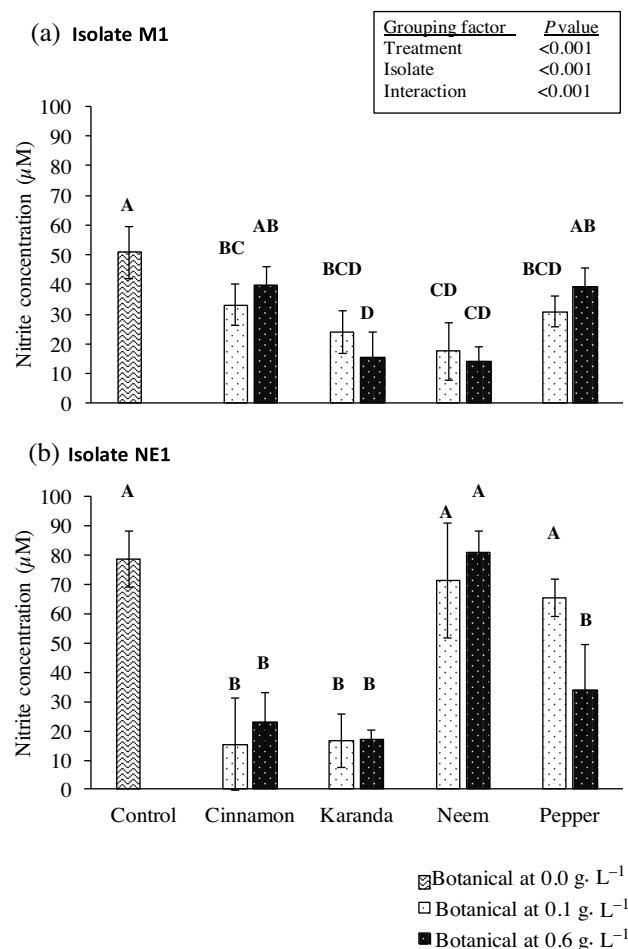 (a) Isolate M1
Grouping factor P value
Treatment <0.001
Isolate <0.001
Interaction <0.001
Nitrite concentration (µM)
100
90
80
70
60
50
40
30
20
10
0
A
BC
AB
BCD
D
CD
CD
BCD
AB
(b) Isolate NE1
Nitrite concentration (µM)
100
90
80
70
60
50
40
30
20
10
0
A
B
B
B
B
A
A
A
B
Control Cinnamon Karanda Neem Pepper
Botanical at 0.0 g· L⁻¹
Botanical at 0.1 g· L⁻¹
Botanical at 0.6 g· L⁻¹